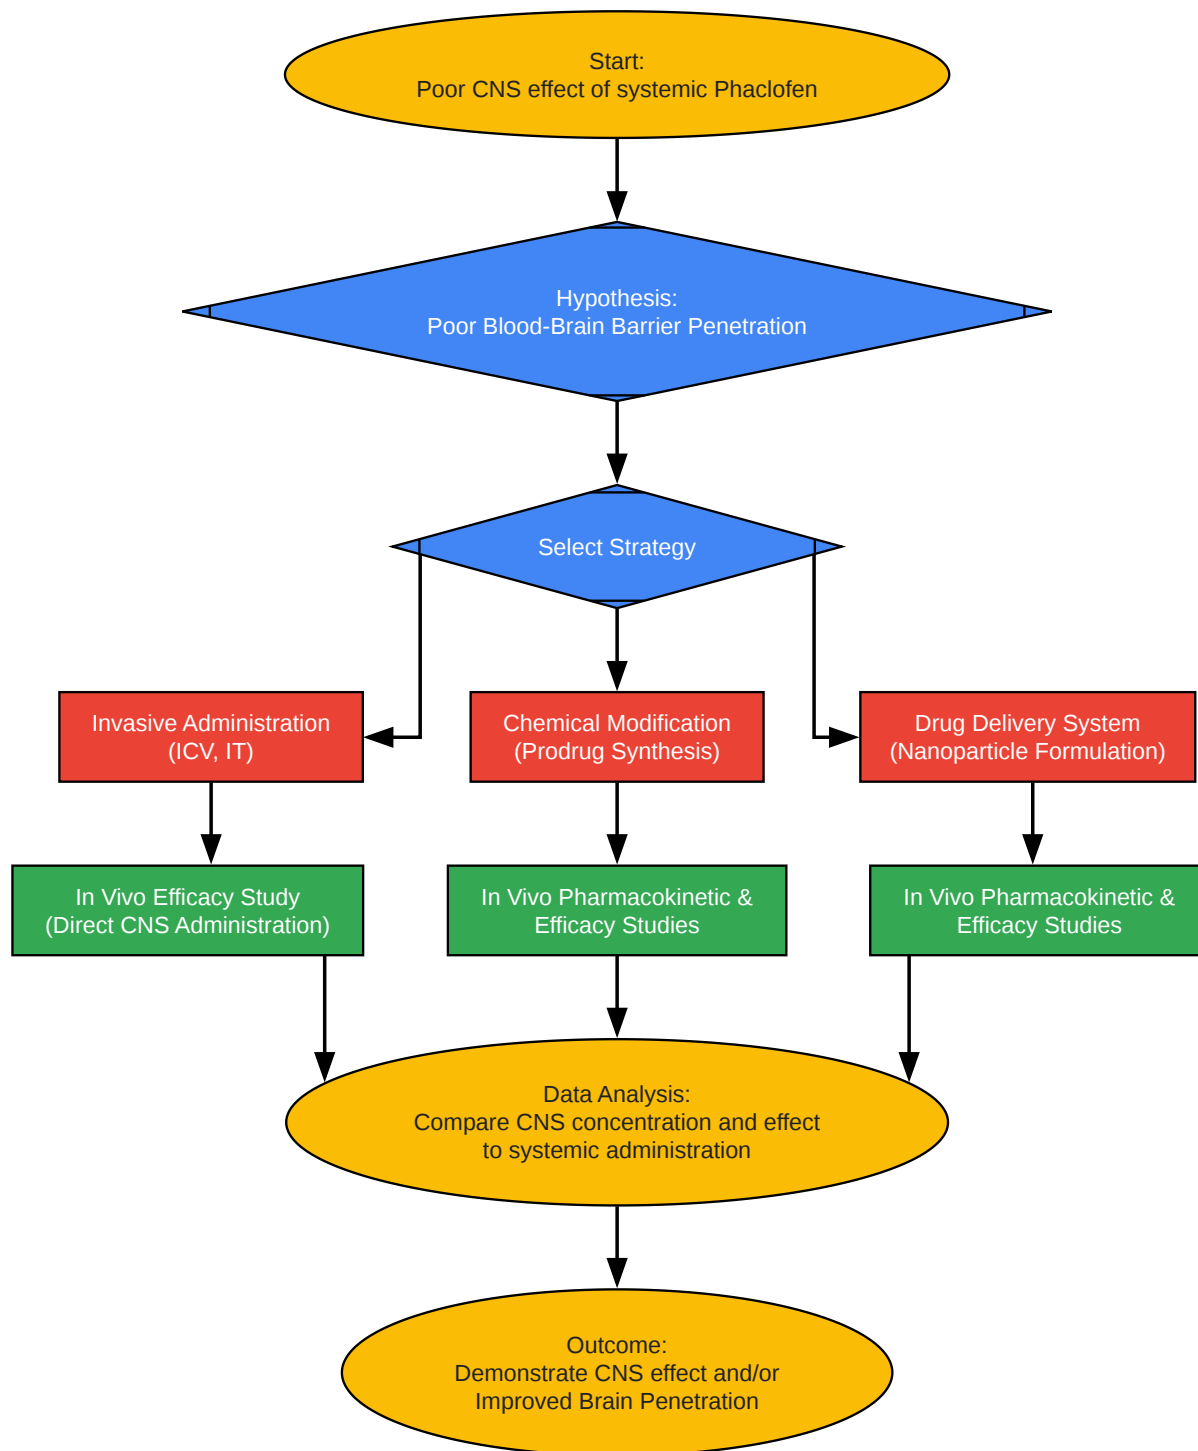 Start:
Poor CNS effect of systemic Phaclofen
Hypothesis:
Poor Blood-Brain Barrier Penetration
Select Strategy
Invasive Administration
(ICV, IT)
Chemical Modification
(Prodrug Synthesis)
Drug Delivery System
(Nanoparticle Formulation)
In Vivo Efficacy Study
(Direct CNS Administration)
In Vivo Pharmacokinetic &
Efficacy Studies
In Vivo Pharmacokinetic &
Efficacy Studies
Data Analysis:
Compare CNS concentration and effect
to systemic administration
Outcome:
Demonstrate CNS effect and/or
Improved Brain Penetration